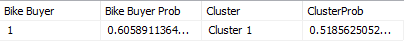 Bike Buyer Bike Buyer Prob Cluster ClusterProb
1 0.6058911364... Cluster 1 0.5185625052...